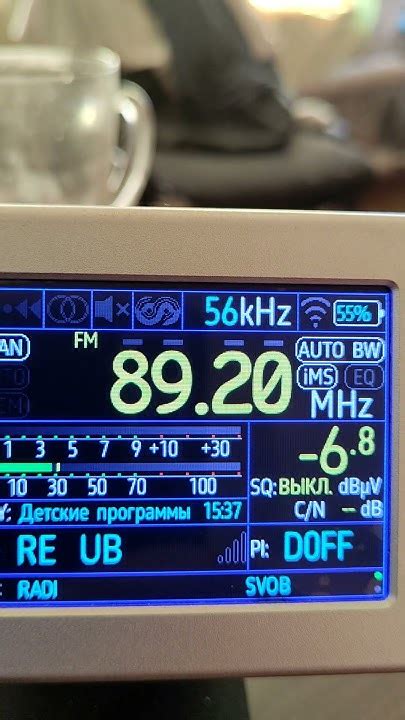 56kHz 55%
AN FM AUTO BW
iMS EQ
89.20 MHz
1 3 5 7 9 +10 +30
-6.8
10 30 50 70 100
SQ:ВЫКЛ. dBµV
C/N – dB
Y: Детские программы 15:37
RE UB PI: D0FF
: RADI SVOB